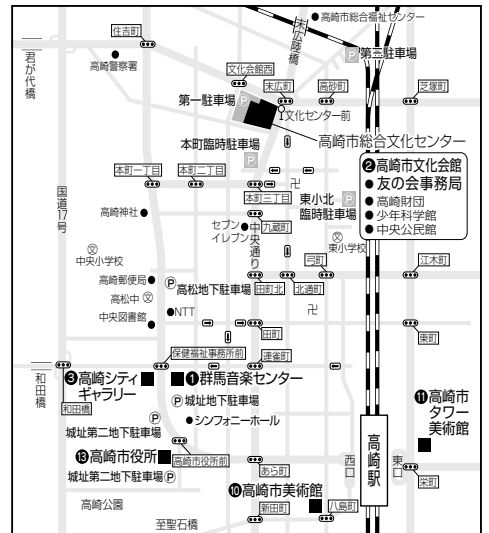 高崎市総合福祉センター
末広陸橋
住吉町
君が代橋
高崎警察署
P
第三駐車場
文化会館西
末広町
高砂町
芝塚町
第一駐車場
P
文化センター前
高崎市総合文化センター
本町臨時駐車場
P
❷高崎市文化会館
●友の会事務局
●高崎財団
●少年科学館
●中央公民館
本町一丁目
本町二丁目
本町三丁目
卍
東小北
臨時駐車場
P
国道17号
高崎神社
セブン
イレブン
九蔵町
中央通り
文
中央小学校
文
東小学校
弓町
江木町
高崎郵便局
P
高松地下駐車場
田町北
北通町
高松中
文
中央図書館
NTT
卍
田町
東町
保健福祉事務所前
連雀町
和田橋
❸高崎シティ
ギャラリー
❶群馬音楽センター
和田橋
P
城址地下駐車場
P
城址第二地下駐車場
シンフォニーホール
⓫高崎市
タワー
美術館
高崎駅
西口
東口
⓭高崎市役所
高崎市役所前
あら町
栄町
城址第二地下駐車場
P
❿高崎市美術館
高崎公園
新田町
八島町
至聖石橋